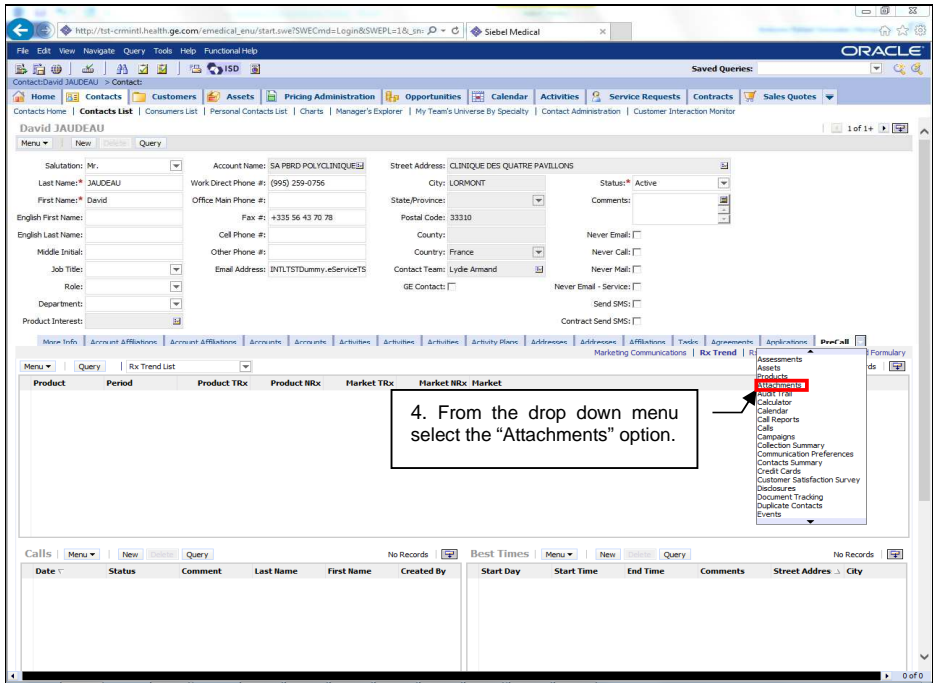 http://tst-crmintl.health.ge.com/emedical_enu/start.swe?SWECmd=Login&SWEPL=1&_sn=
Siebel Medical
File Edit View Navigate Query Tools Help Functional Help
ORACLE
ISD
Saved Queries:
Contact:David JAUDEAU > Contact:
Home Contacts Customers Assets Pricing Administration Opportunities Calendar Activities Service Requests Contracts Sales Quotes
Contacts Home | Contacts List | Consumers List | Personal Contacts List | Charts | Manager's Explorer | My Team's Universe By Specialty | Contact Administration | Customer Interaction Monitor
David JAUDEAU
1 of 1+
Menu New Delete Query
Salutation: Mr. Account Name: SA PBRD POLYCLINIQUE Street Address: CLINIQUE DES QUATRE PAVILLONS
Last Name:* JAUDEAU Work Direct Phone #: (995) 259-0756 City: LORMONT Status:* Active
First Name:* David Office Main Phone #: State/Province: Comments:
English First Name: Fax #: +335 56 43 70 78 Postal Code: 33310
English Last Name: Cell Phone #: County: Never Email:
Middle Initial: Other Phone #: Country: France Never Call:
Job Title: Email Address: INTLTSTDummy.eServiceTS Contact Team: Lydie Armand Never Mail:
Role: GE Contact: Never Email - Service:
Department: Send SMS:
Product Interest: Contract Send SMS:
More Info Account Affliations Account Affliations Accounts Accounts Activities Activities Activities Activity Plans Addresses Addresses Affliations Tasks Agreements Applications PreCall
Marketing Communications | Rx Trend | Formulary
Menu Query Rx Trend List
Product Period Product TRx Product NRx Market TRx Market NRx Market
Assessments
Assets
Products
Attachments
Audit Trail
Calculator
Calendar
Call Reports
Calls
Campaigns
Collection Summary
Communication Preferences
Contacts Summary
Credit Cards
Customer Satisfaction Survey
Disclosures
Document Tracking
Duplicate Contacts
Events
4. From the drop down menu
select the “Attachments” option.
Calls Menu New Delete Query No Records Best Times Menu New Delete Query No Records
Date Status Comment Last Name First Name Created By Start Day Start Time End Time Comments Street Addres City
0 of 0